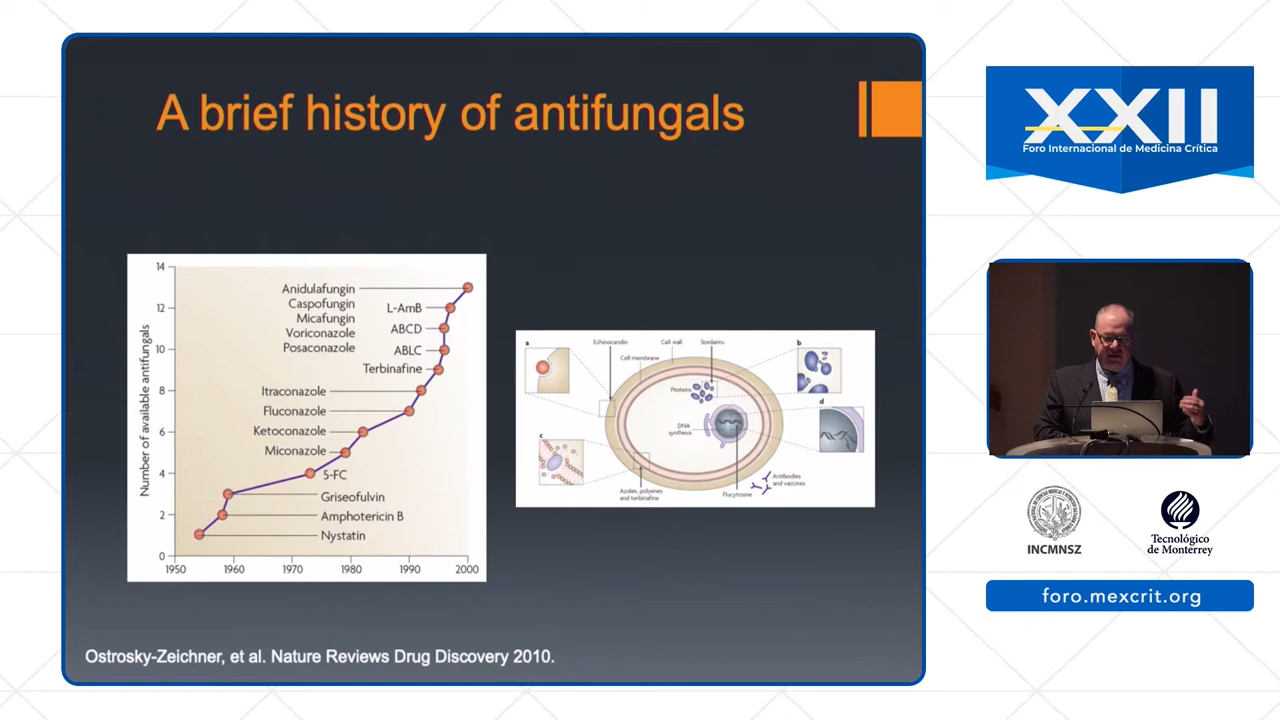 A brief history of antifungals
Number of available antifungals
14
12
10
8
6
4
2
0
1950
1960
1970
1980
1990
2000
Anidulafungin
Caspofungin
Micafungin
Voriconazole
Posaconazole
L-AmB
ABCD
ABLC
Terbinafine
Itraconazole
Fluconazole
Ketoconazole
Miconazole
5-FC
Griseofulvin
Amphotericin B
Nystatin
a
Echinocandin
Cell wall
Sordarins
b
Cell membrane
Proteins
d
DNA
synthesis
c
Azoles, polyenes
and terbinafine
Flucytosine
Antibodies
and vaccines
Ostrosky-Zeichner, et al. Nature Reviews Drug Discovery 2010.
XXII
Foro Internacional de Medicina Crítica
INCMNSZ
Tecnológico
de Monterrey
foro.mexcrit.org